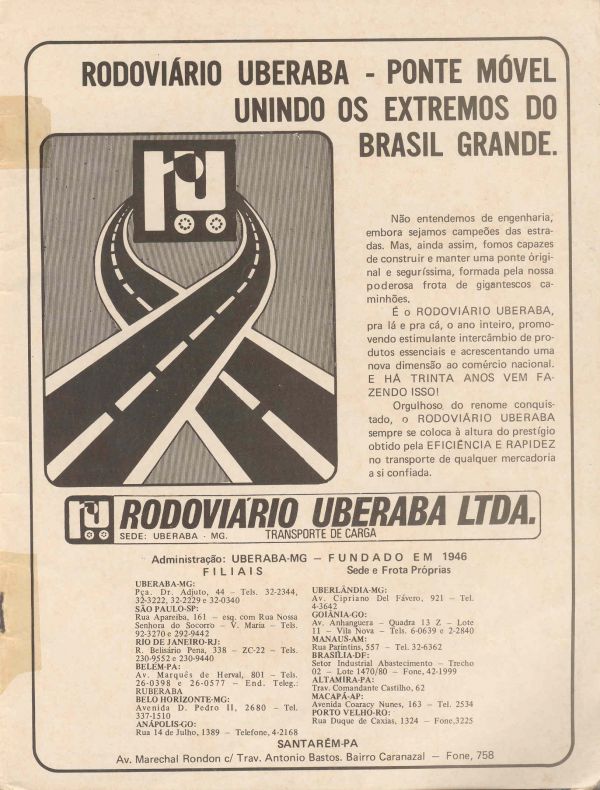 RODOVIÁRIO UBERABA - PONTE MÓVEL
UNINDO OS EXTREMOS DO
BRASIL GRANDE.
ru
Não entendemos de engenharia,
embora sejamos campeões das estra-
das. Mas, ainda assim, fomos capazes
de construir e manter uma ponte órigi-
nal e seguríssima, formada pela nossa
poderosa frota de gigantescos ca-
minhões.
É o RODOVIÁRIO UBERABA,
pra lá e pra cá, o ano inteiro, promo-
vendo estimulante intercâmbio de pro-
dutos essenciais e acrescentando uma
nova dimensão ao comércio nacional.
E HÁ TRINTA ANOS VEM FA-
ZENDO ISSO!
Orgulhoso do renome conquis-
tado, o RODOVIÁRIO UBERABA
sempre se coloca à altura do prestígio
obtido pela EFICIÊNCIA E RAPIDEZ
no transporte de qualquer mercadoria
a si confiada.
ru RODOVIÁRIO UBERABA LTDA.
SEDE: UBERABA - MG. TRANSPORTE DE CARGA
Administração: UBERABA-MG — FUNDADO EM 1946
FILIAIS Sede e Frota Próprias
UBERABA-MG:
Pça. Dr. Adjuto, 44 - Tels. 32-2344,
32-3222, 32-2229 e 32-0340
SÃO PAULO-SP:
Rua Apareiba, 161 - esq. com Rua Nossa
Senhora do Socorro - V. Maria - Tels.
92-3270 e 292-9442
RIO DE JANEIRO-RJ:
R. Belisário Pena, 338 - ZC-22 - Tels.
230-9552 e 230-9440
BELÉM-PA:
Av. Marquês de Herval, 801 - Tels.
26-0398 e 26-0577 - End. Teleg.:
RUBERABA
BELO HORIZONTE-MG:
Avenida D. Pedro II, 2680 - Tel.
337-1510
ANÁPOLIS-GO:
Rua 14 de Julho, 1389 - Telefone, 4-2168
UBERLÂNDIA-MG:
Av. Cipriano Del Fávero, 921 - Tel.
4-3642
GOIÂNIA-GO:
Av. Anhanguera - Quadra 13 Z - Lote
11 - Vila Nova - Tels. 6-0639 e 2-2840
MANAUS-AM:
Rua Parintins, 557 - Tel. 32-6362
BRASÍLIA-DF:
Setor Industrial Abastecimento - Trecho
02 - Lote 1470/80 - Fone, 42-1999
ALTAMIRA-PA:
Trav. Comandante Castilho, 62
MACAPÁ-AP:
Avenida Coaracy Nunes, 163 - Tel. 2534
PORTO VELHO-RO:
Rua Duque de Caxias, 1324 - Fone,3225
SANTARÉM-PA
Av. Marechal Rondon c/ Trav. Antonio Bastos. Bairro Caranazal — Fone, 758